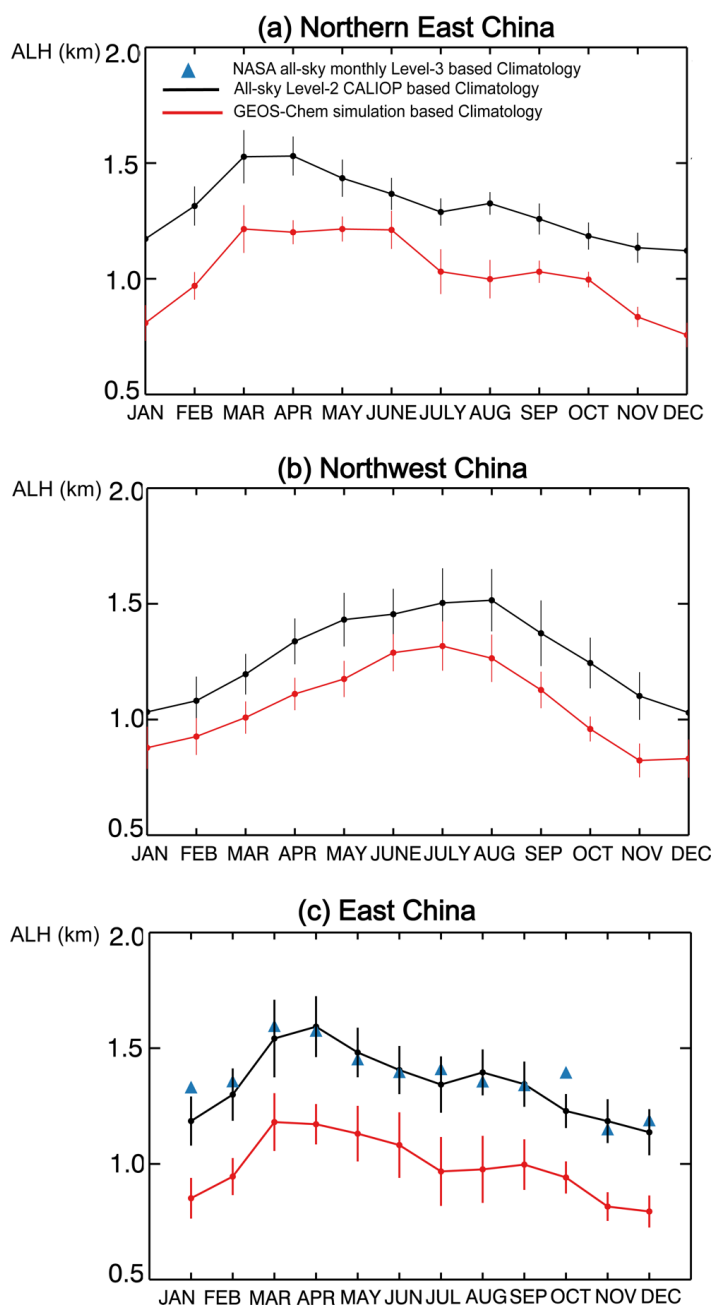 (a) Northern East China
ALH (km)
2.0
NASA all-sky monthly Level-3 based Climatology
All-sky Level-2 CALIOP based Climatology
GEOS-Chem simulation based Climatology
1.5
1.0
0.5
JAN FEB MAR APR MAY JUNE JULY AUG SEP OCT NOV DEC
(b) Northwest China
ALH (km)
2.0
1.5
1.0
0.5
JAN FEB MAR APR MAY JUNE JULY AUG SEP OCT NOV DEC
(c) East China
ALH (km)
2.0
1.5
1.0
0.5
JAN FEB MAR APR MAY JUN JUL AUG SEP NOV NOV DEC